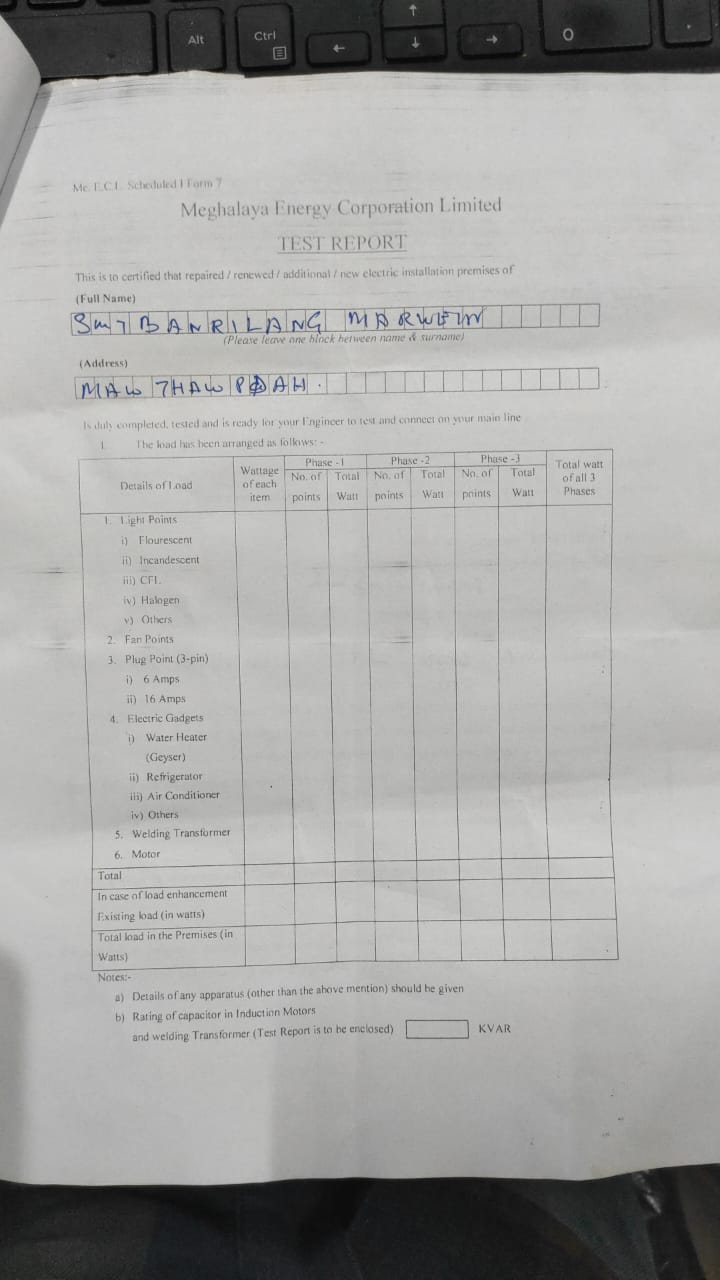 Alt
Ctrl
↑
←
↓
→
0
Me. E.C.L. Scheduled I Form 7
Meghalaya Energy Corporation Limited
TEST REPORT
This is to certified that repaired / renewed / additional / new electric installation premises of
(Full Name)
SMT BANRILANG MARWEIN
(Please leave one block between name & surname)
(Address)
MAW THAW PDAH.
Is duly completed, tested and is ready for your Engineer to test and connect on your main line
1. The load has been arranged as follows: -
Details of Load Wattage of each item Phase -1 Phase -2 Phase -3 Total watt of all 3 Phases
No. of points Total Watt No. of points Total Watt No. of points Total Watt
1. Light Points
i) Flourescent
ii) Incandescent
iii) CFL
iv) Halogen
v) Others
2. Fan Points
3. Plug Point (3-pin)
i) 6 Amps
ii) 16 Amps
4. Electric Gadgets
i) Water Heater
(Geyser)
ii) Refrigerator
iii) Air Conditioner
iv) Others
5. Welding Transformer
6. Motor
Total
In case of load enhancement
Existing load (in watts)
Total load in the Premises (in
Watts)
Notes:-
a) Details of any apparatus (other than the above mention) should be given
b) Rating of capacitor in Induction Motors
and welding Transformer (Test Report is to be enclosed) KVAR